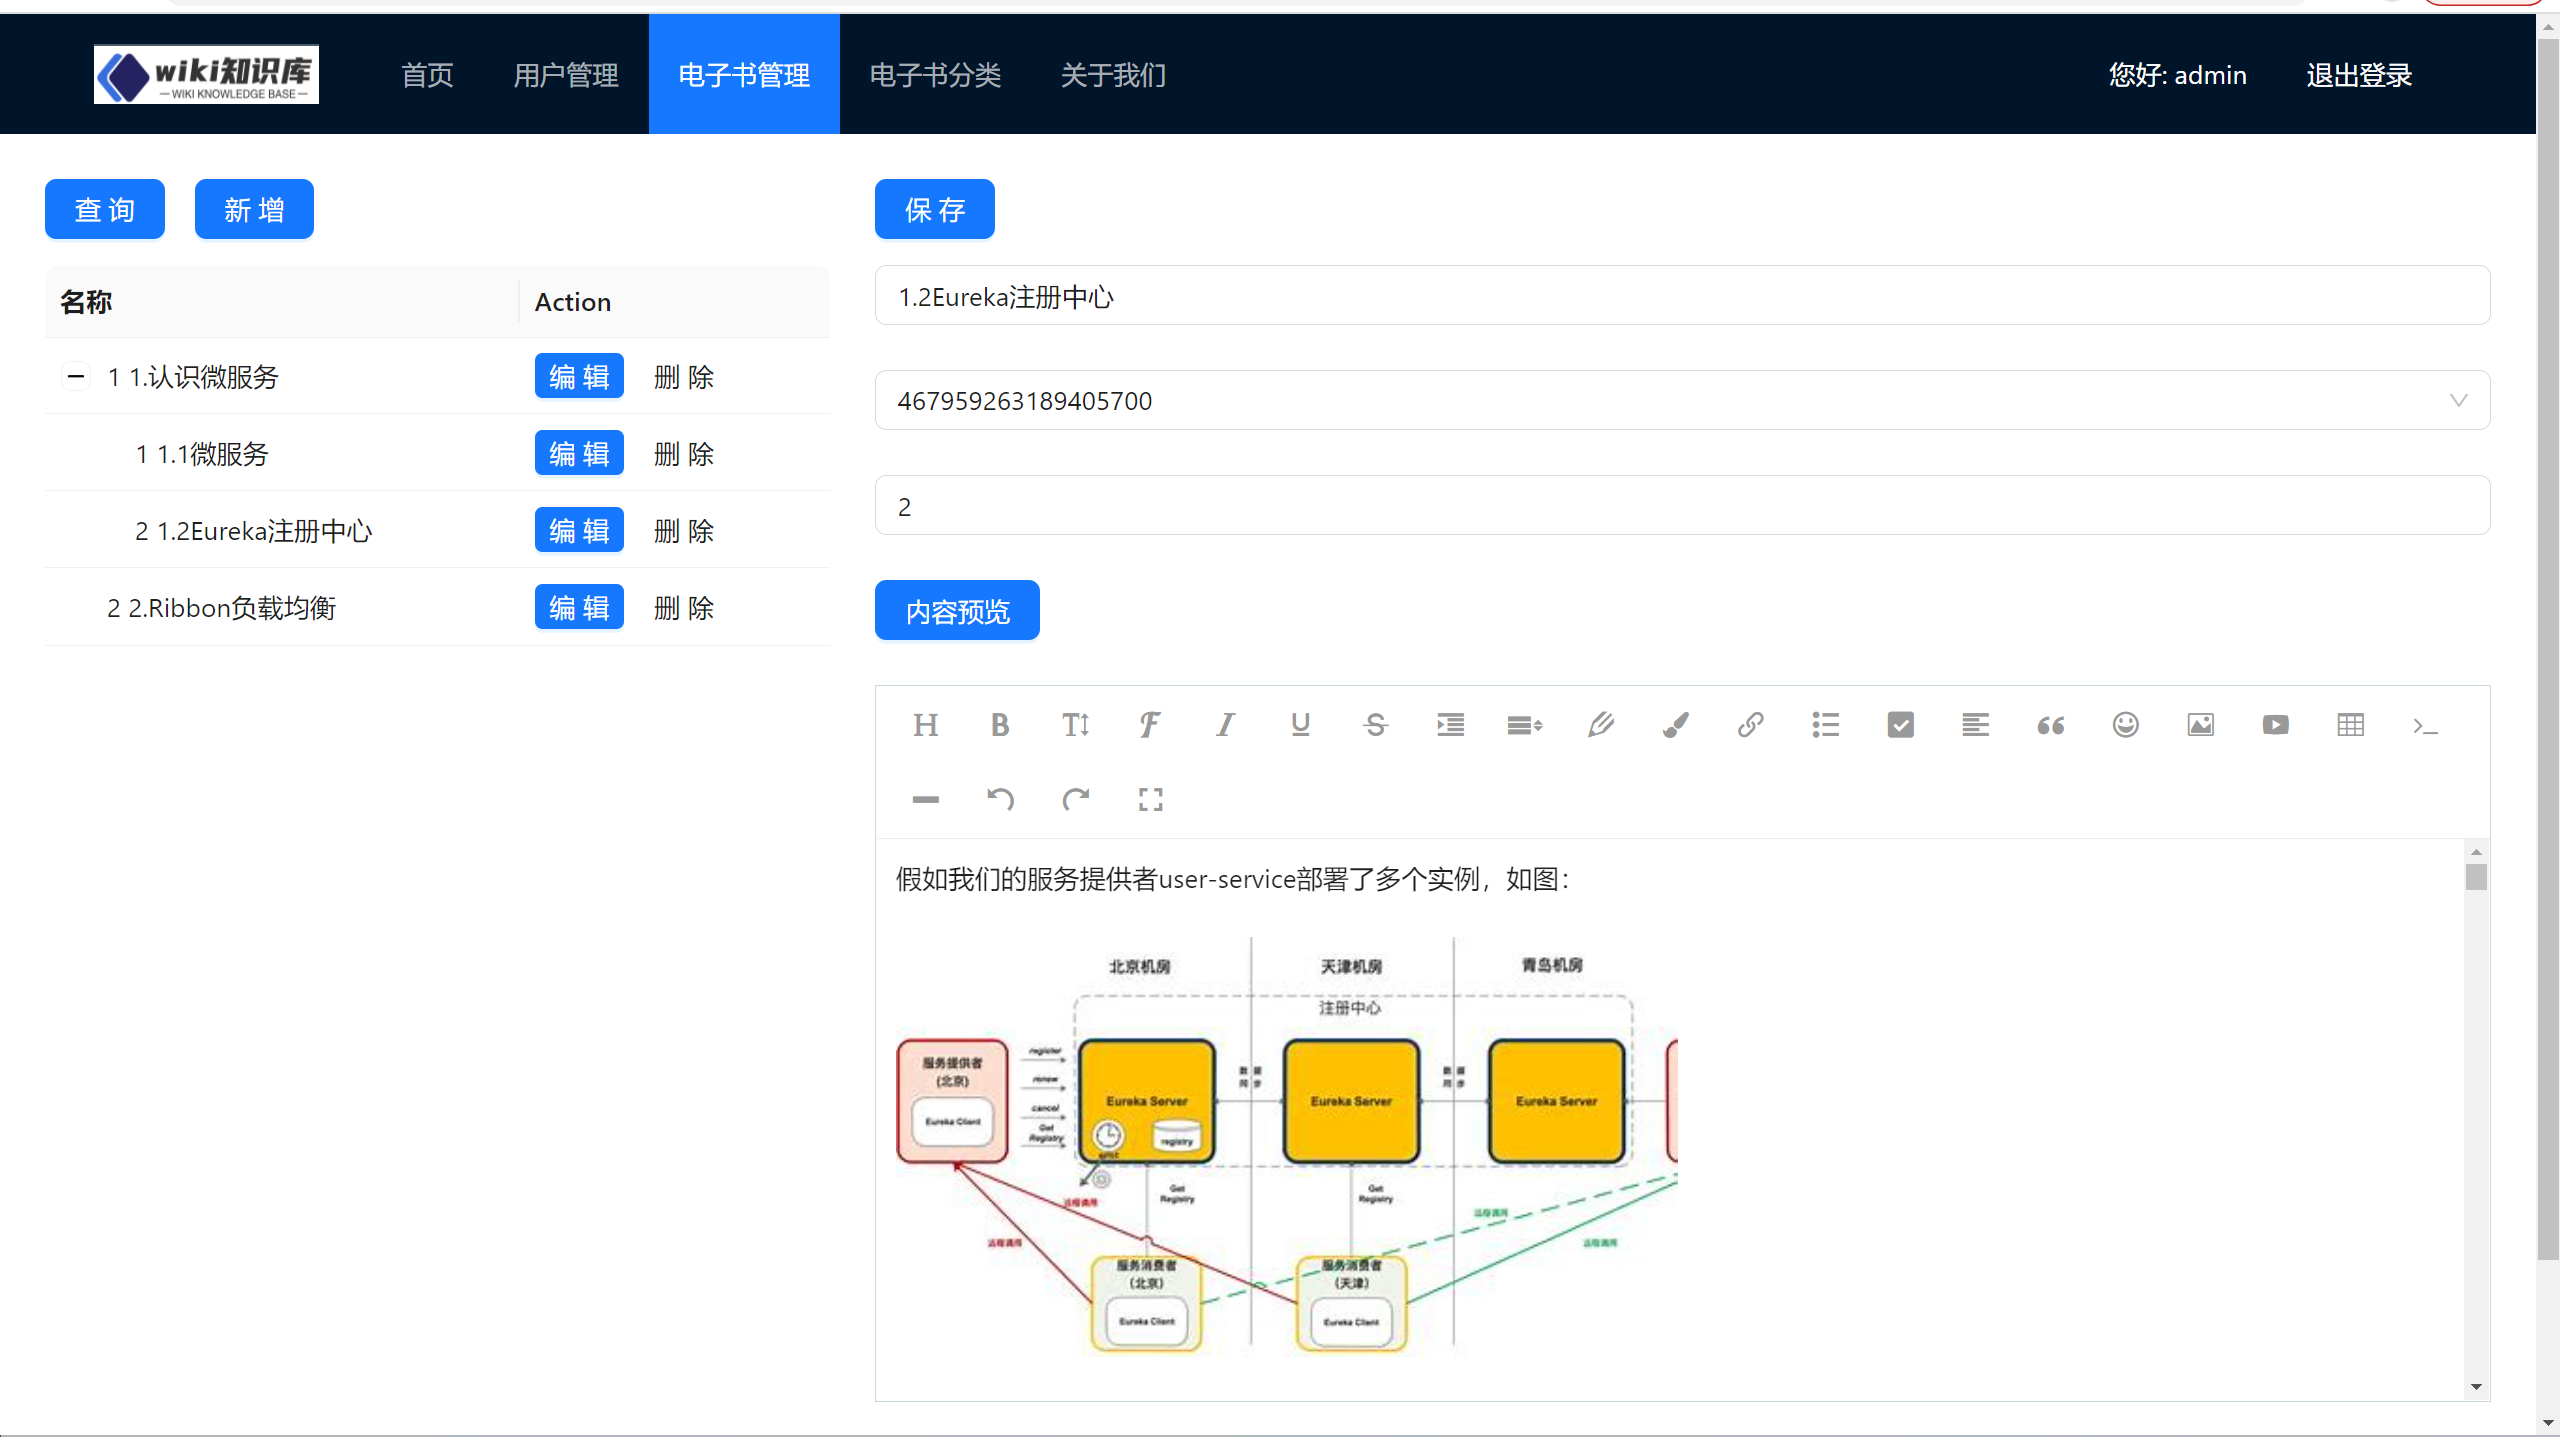 wiki知识库
—WIKI KNOWLEDGE BASE—
首页 用户管理 电子书管理 电子书分类 关于我们 您好: admin 退出登录
查 询 新 增
名称 Action
1 1.认识微服务 编 辑 删 除
1 1.1微服务 编 辑 删 除
2 1.2Eureka注册中心 编 辑 删 除
2 2.Ribbon负载均衡 编 辑 删 除
保 存
1.2Eureka注册中心
467959263189405700
2
内容预览
假如我们的服务提供者user-service部署了多个实例，如图：
北京机房 天津机房 青岛机房
注册中心
服务提供者
(北京)
Eureka Client
register
renew
cancel
Get
Registry
Eureka Server
registry
数据
同步
Eureka Server
数据
同步
Eureka Server
Get
Registry
Get
Registry
远程调用
远程调用
远程调用
远程调用
服务消费者
(北京)
Eureka Client
服务消费者
(天津)
Eureka Client